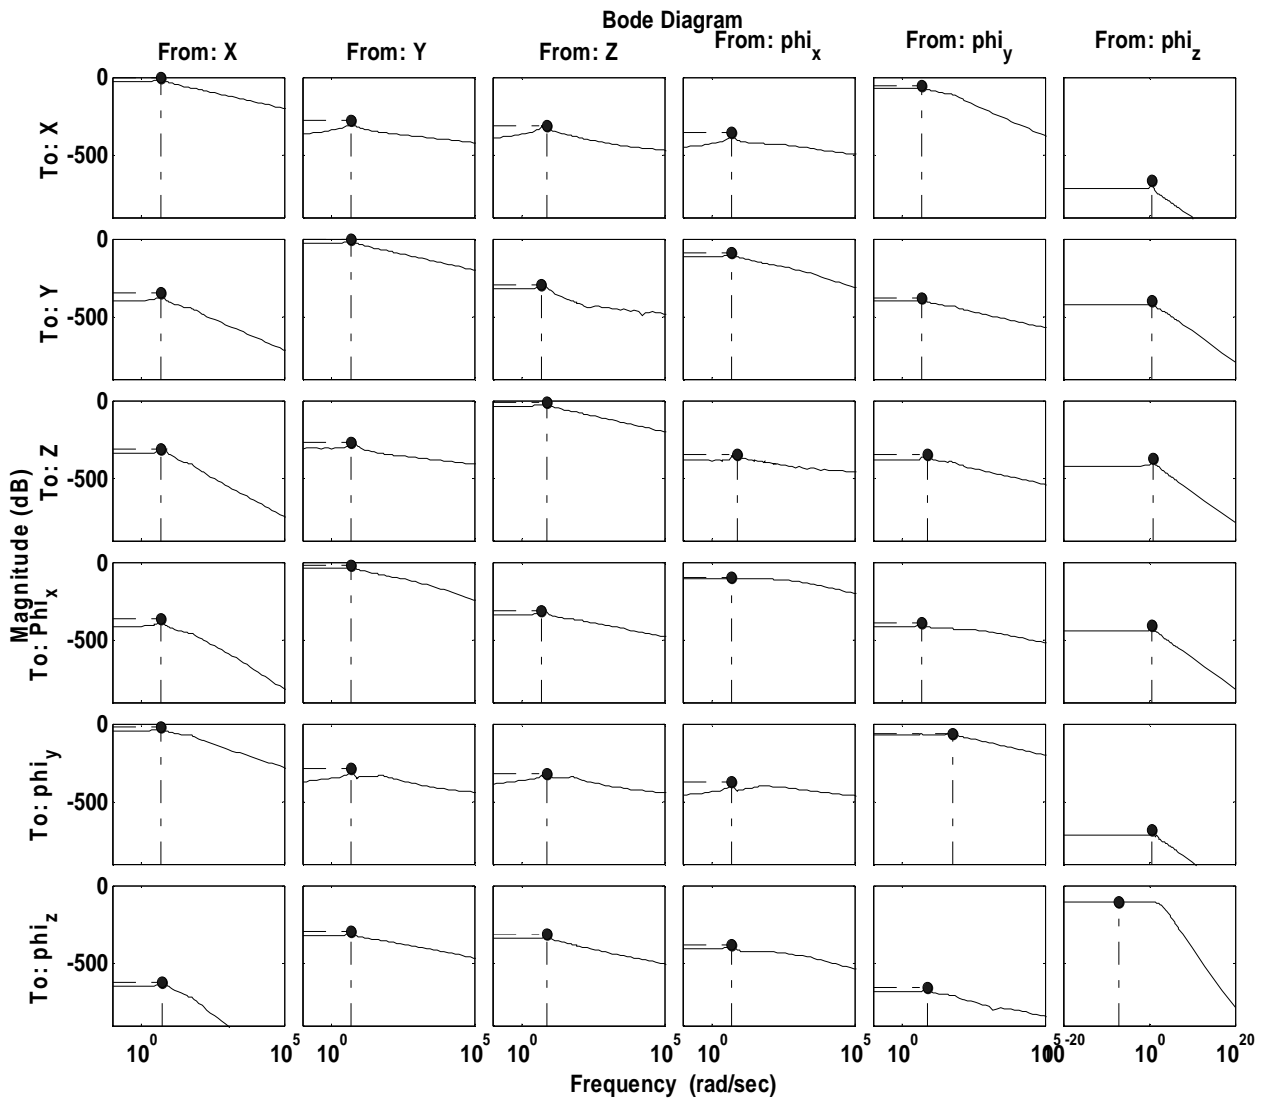 Bode Diagram
From: X
From: Y
From: Z
From: phi_x
From: phi_y
From: phi_z
To: X
0
-500
To: Y
0
-500
To: Z
0
-500
To: Phi_x
0
-500
To: phi_y
0
-500
To: phi_z
0
-500
Magnitude (dB)
10^0
10^5
10^0
10^5
10^0
10^5
10^0
10^5
10^0
10^5
10^-20
10^0
10^20
Frequency (rad/sec)